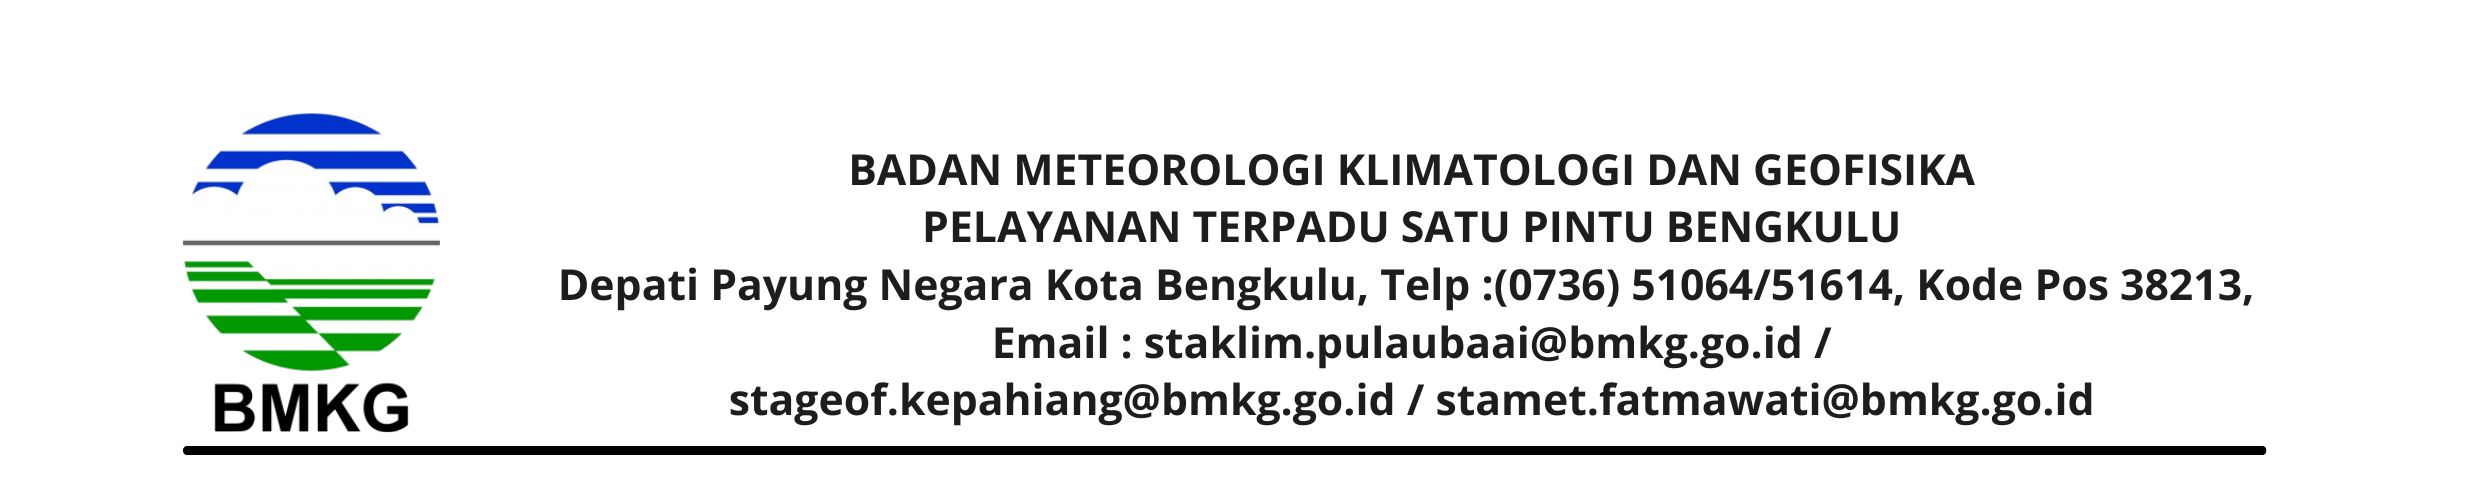 BADAN METEOROLOGI KLIMATOLOGI DAN GEOFISIKA
PELAYANAN TERPADU SATU PINTU BENGKULU
Depati Payung Negara Kota Bengkulu, Telp :(0736) 51064/51614, Kode Pos 38213,
Email : staklim.pulaubaai@bmkg.go.id /
stageof.kepahiang@bmkg.go.id / stamet.fatmawati@bmkg.go.id
BMKG